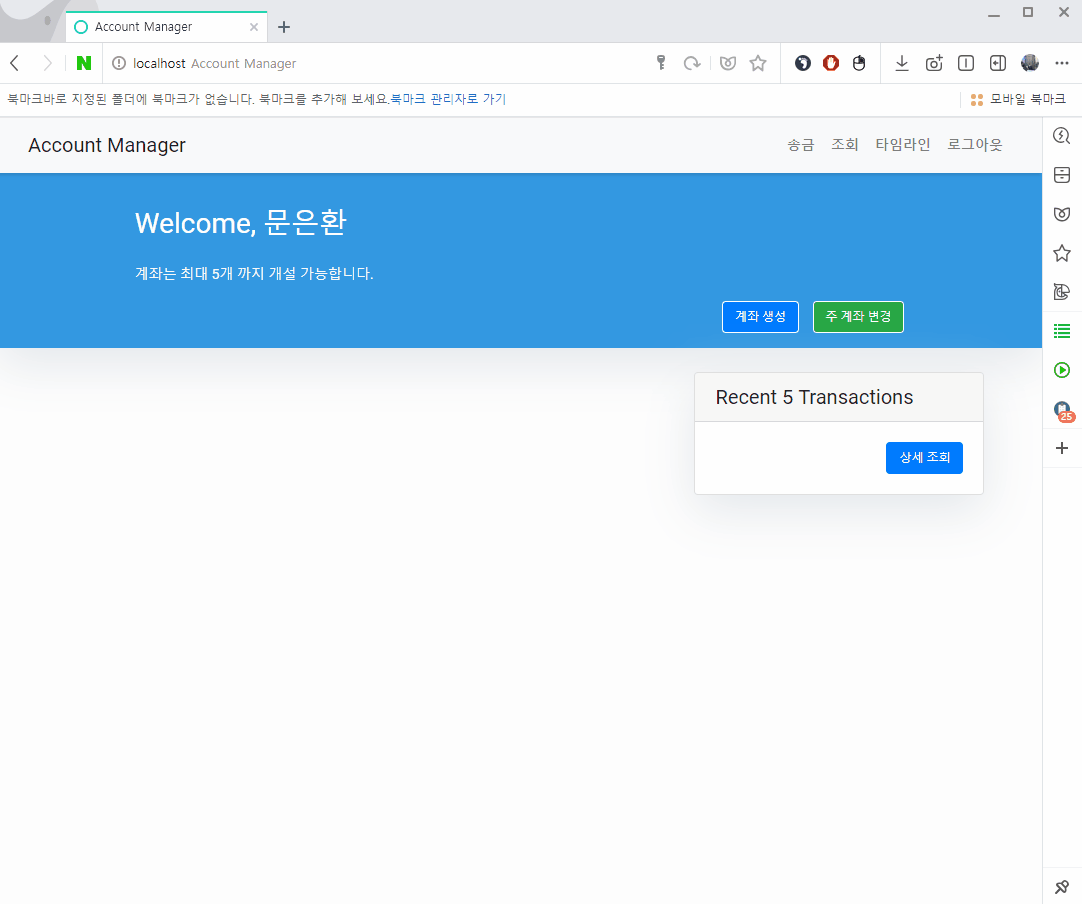 Account Manager
N
localhost Account Manager
북마크바로 지정된 폴더에 북마크가 없습니다. 북마크를 추가해 보세요.북마크 관리자로 가기
모바일 북마크
Account Manager
송금 조회 타임라인 로그아웃
Welcome, 문은환
계좌는 최대 5개 까지 개설 가능합니다.
계좌 생성
주 계좌 변경
Recent 5 Transactions
상세 조회
25